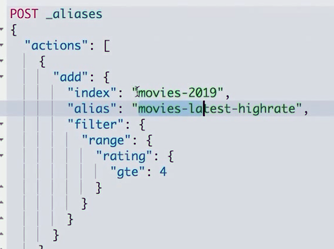 POST _aliases
{
"actions": [
{
"add": {
"index": "movies-2019",
"alias": "movies-latest-highrate",
"filter": {
"range": {
"rating": {
"gte": 4
}
}
}
}
}